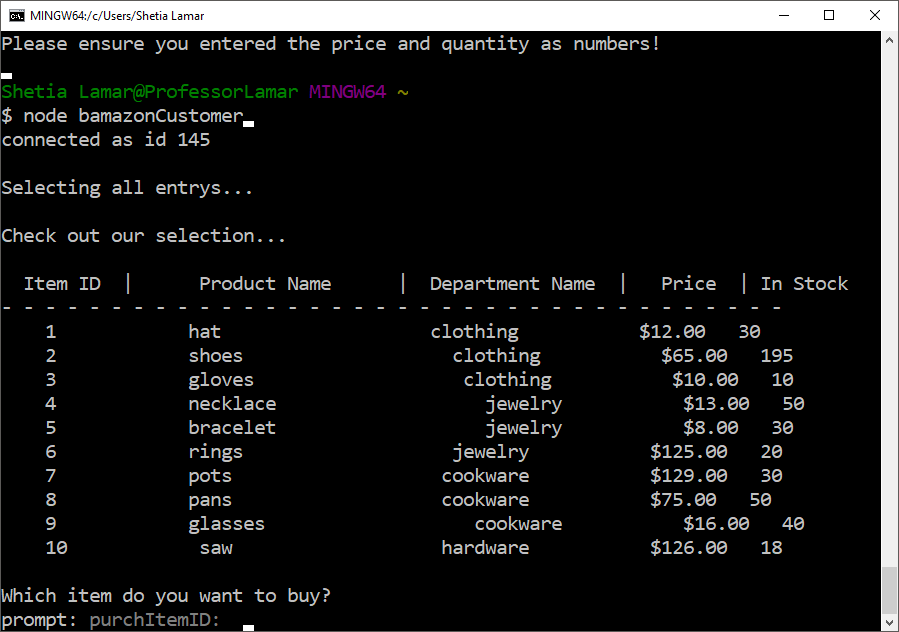 MINGW64:/c/Users/Shetia Lamar
Please ensure you entered the price and quantity as numbers!
Shetia Lamar@ProfessorLamar MINGW64 ~
$ node bamazonCustomer
connected as id 145
Selecting all entrys...
Check out our selection...
Item ID | Product Name | Department Name | Price | In Stock
- - - - - - - - - - - - - - - - - - - - - - - - - - - - - - - - - - - -
1 hat clothing $12.00 30
2 shoes clothing $65.00 195
3 gloves clothing $10.00 10
4 necklace jewelry $13.00 50
5 bracelet jewelry $8.00 30
6 rings jewelry $125.00 20
7 pots cookware $129.00 30
8 pans cookware $75.00 50
9 glasses cookware $16.00 40
10 saw hardware $126.00 18
Which item do you want to buy?
prompt: purchItemID: